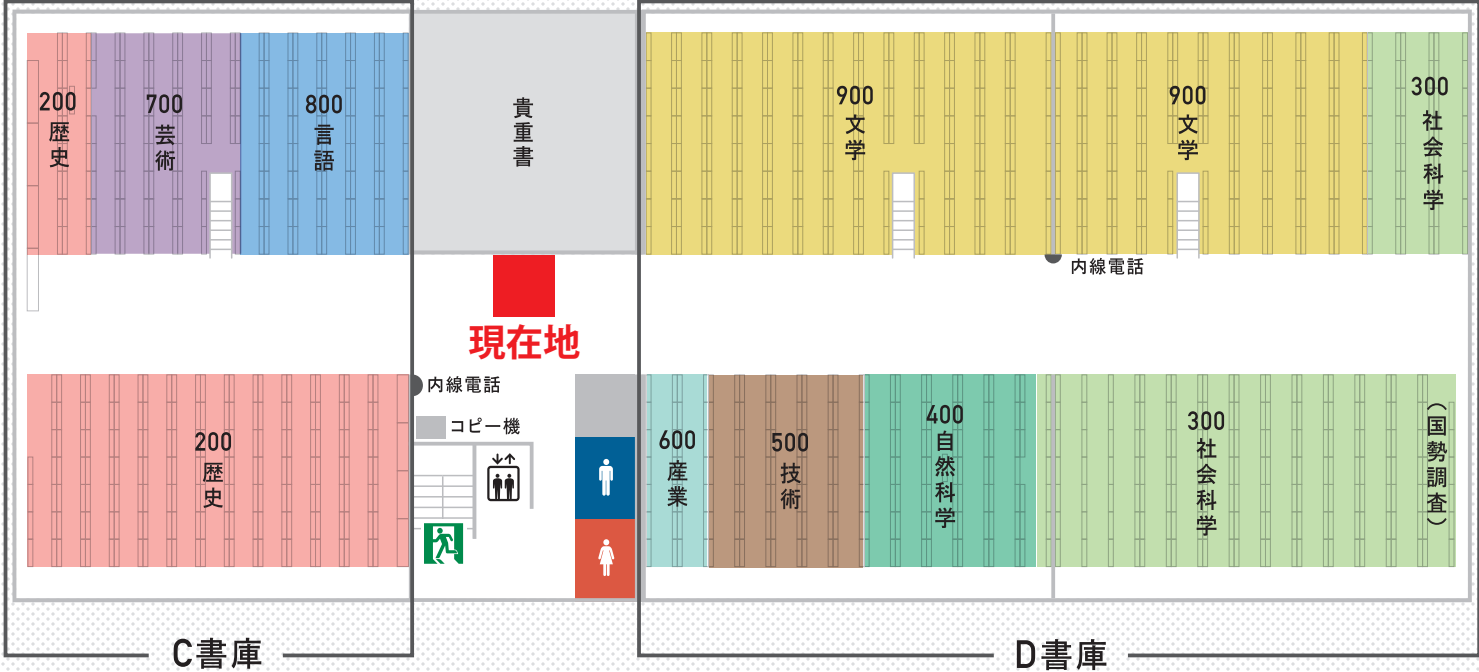 200
歴史
700
芸術
800
言語
貴重書
900
文学
900
文学
300
社会科学
現在地
内線電話
内線電話
コピー機
200
歴史
600
産業
500
技術
400
自然科学
300
社会科学
（国勢調査）
C書庫
D書庫